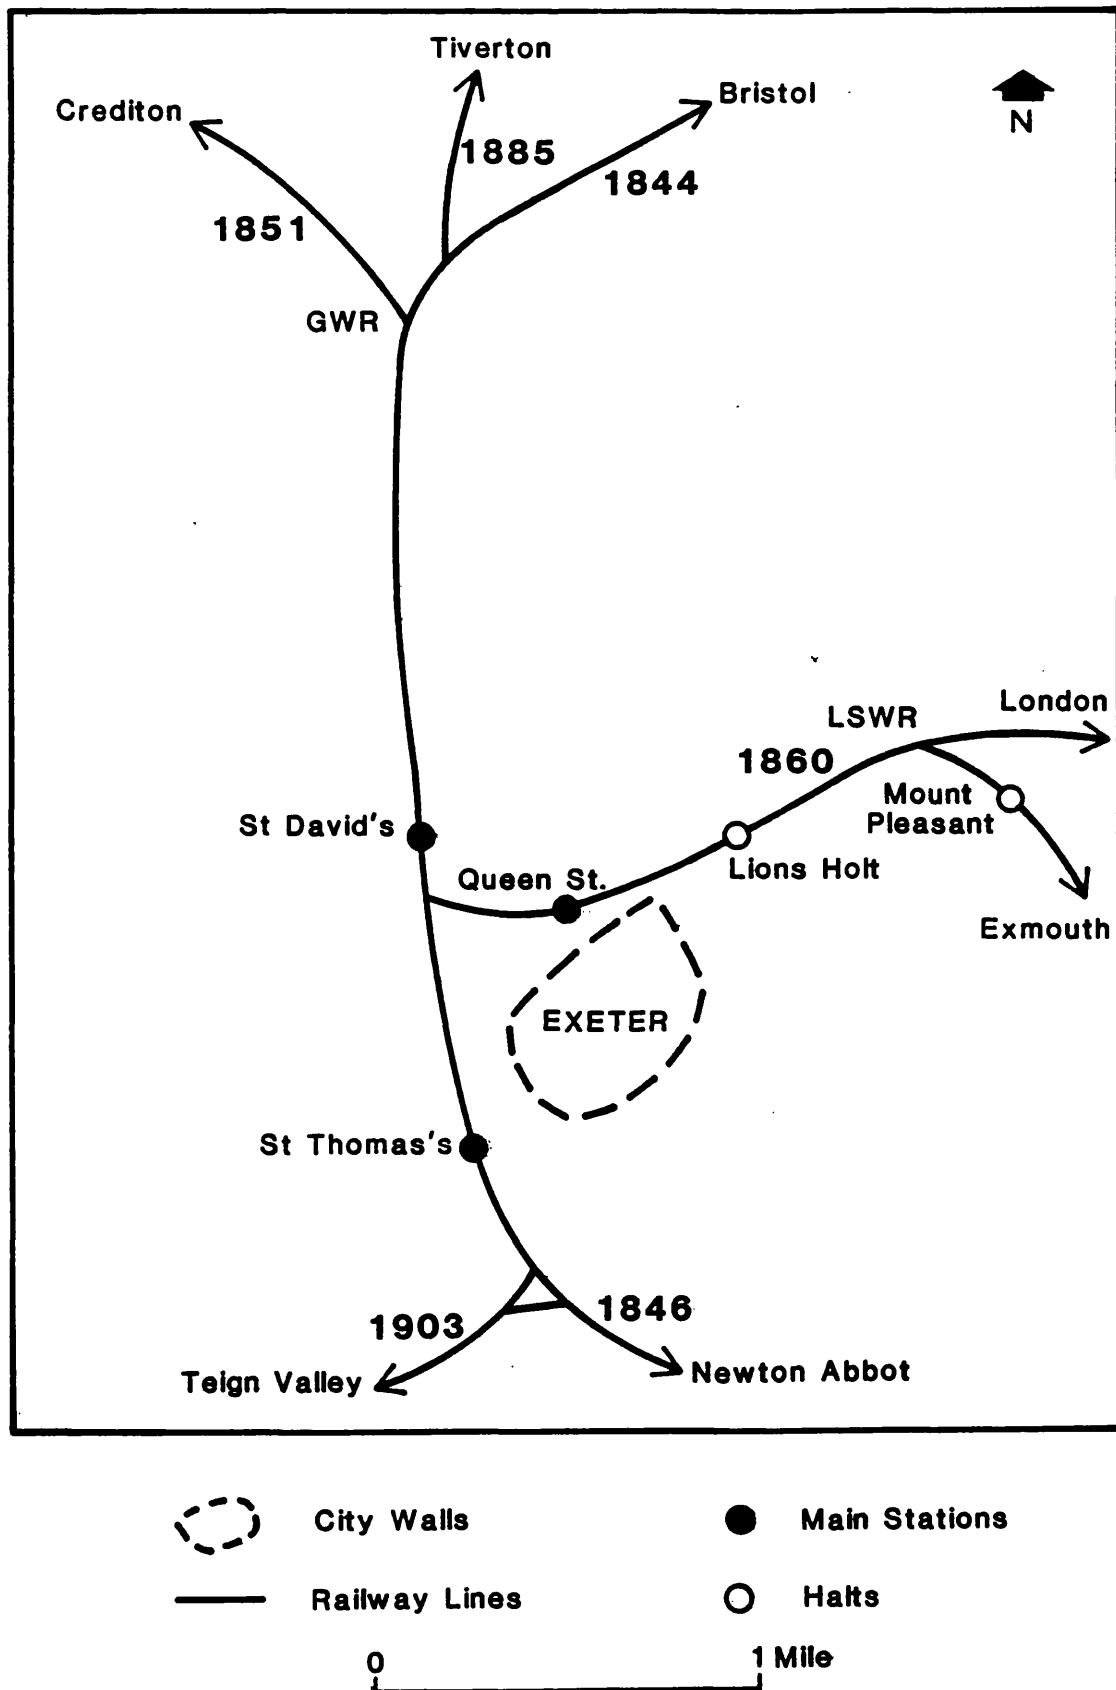 Tiverton
Crediton
Bristol
N
1885
1844
1851
GWR
London
LSWR
1860
Mount
Pleasant
St David's
Lions Holt
Queen St.
Exmouth
EXETER
St Thomas's
1846
1903
Teign Valley
Newton Abbot
City Walls
Main Stations
Railway Lines
Halts
0
1 Mile